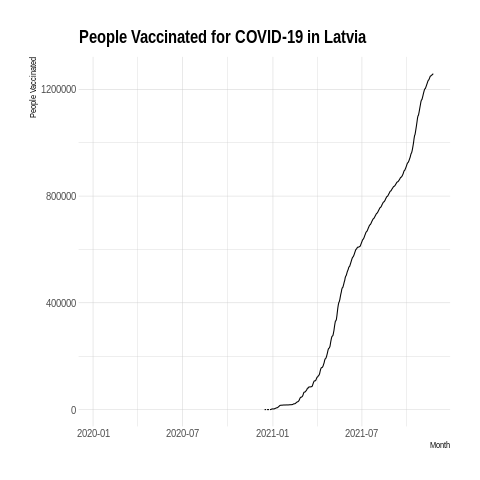 People Vaccinated for COVID-19 in Latvia
People Vaccinated
1200000
800000
400000
0
2020-01 2020-07 2021-01 2021-07
Month